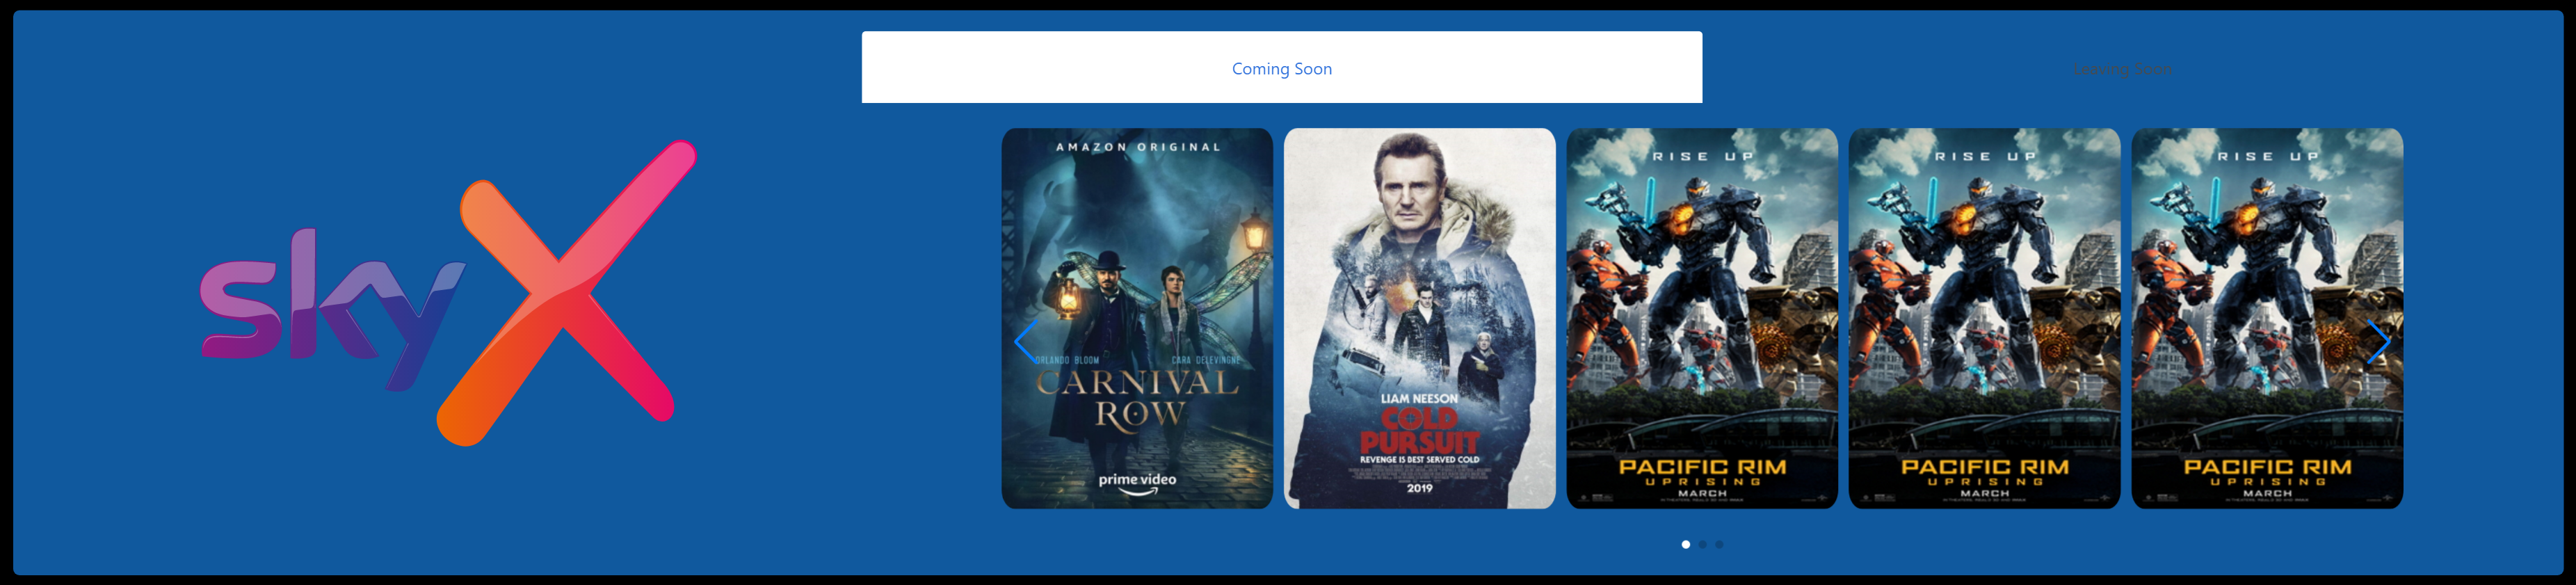 Coming Soon
Leaving Soon
sky X
AMAZON ORIGINAL
ORLANDO BLOOM CARA DELEVINGNE
CARNIVAL
ROW
prime video
LIAM NEESON
COLD
PURSUIT
REVENGE IS BEST SERVED COLD
2019
RISE UP
PACIFIC RIM
UPRISING
MARCH
RISE UP
PACIFIC RIM
UPRISING
MARCH
RISE UP
PACIFIC RIM
UPRISING
MARCH